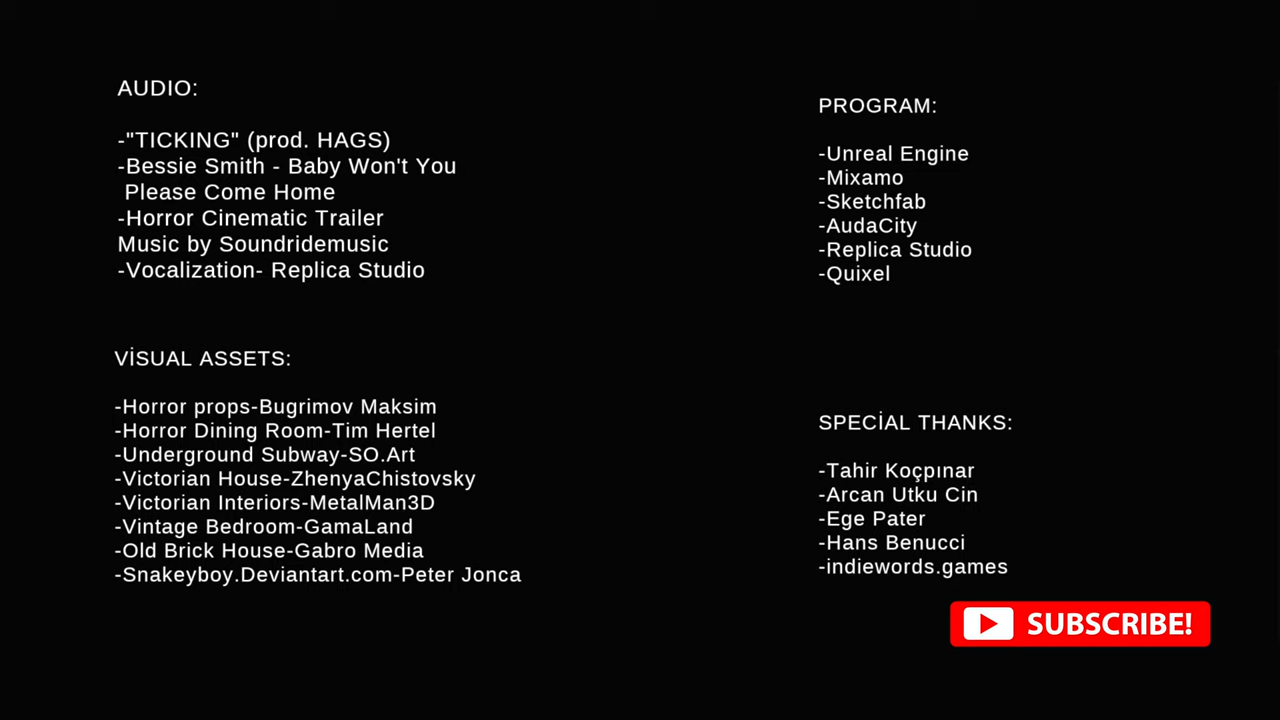 AUDIO:
-"TICKING" (prod. HAGS)
-Bessie Smith - Baby Won't You
Please Come Home
-Horror Cinematic Trailer
Music by Soundridemusic
-Vocalization- Replica Studio
VİSUAL ASSETS:
-Horror props-Bugrimov Maksim
-Horror Dining Room-Tim Hertel
-Underground Subway-SO.Art
-Victorian House-ZhenyaChistovsky
-Victorian Interiors-MetalMan3D
-Vintage Bedroom-GamaLand
-Old Brick House-Gabro Media
-Snakeyboy.Deviantart.com-Peter Jonca
PROGRAM:
-Unreal Engine
-Mixamo
-Sketchfab
-AudaCity
-Replica Studio
-Quixel
SPECİAL THANKS:
-Tahir Koçpınar
-Arcan Utku Cin
-Ege Pater
-Hans Benucci
-indiewords.games
SUBSCRIBE!